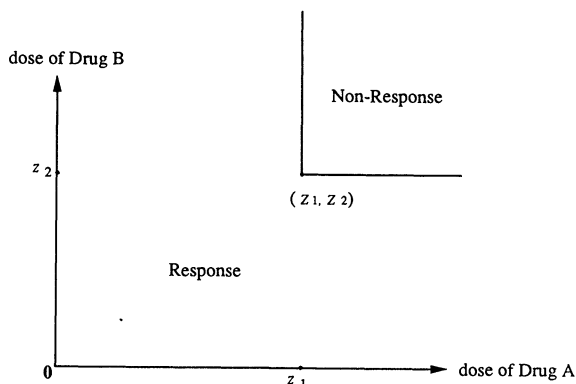 dose of Drug B
Non-Response
z 2
( z 1, z 2)
Response
0
z 1
dose of Drug A